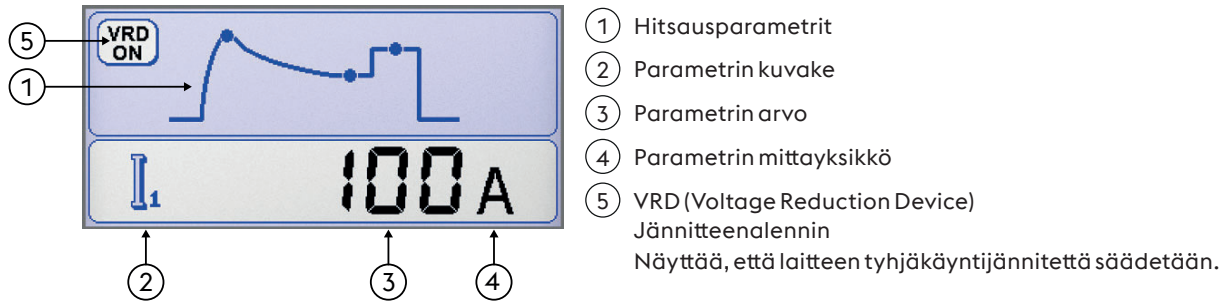 VRD
ON
5
1
I1
100 A
2
3
4
1 Hitsausparametrit
2 Parametrin kuvake
3 Parametrin arvo
4 Parametrin mittayksikkö
5 VRD (Voltage Reduction Device)
Jännitteenalennin
Näyttää, että laitteen tyhjäkäyntijännitettä säädetään.